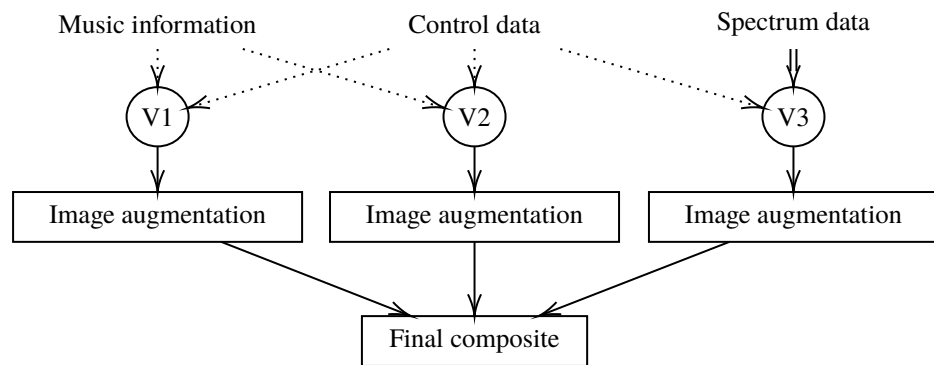 Music information
Control data
Spectrum data
V1
V2
V3
Image augmentation
Image augmentation
Image augmentation
Final composite